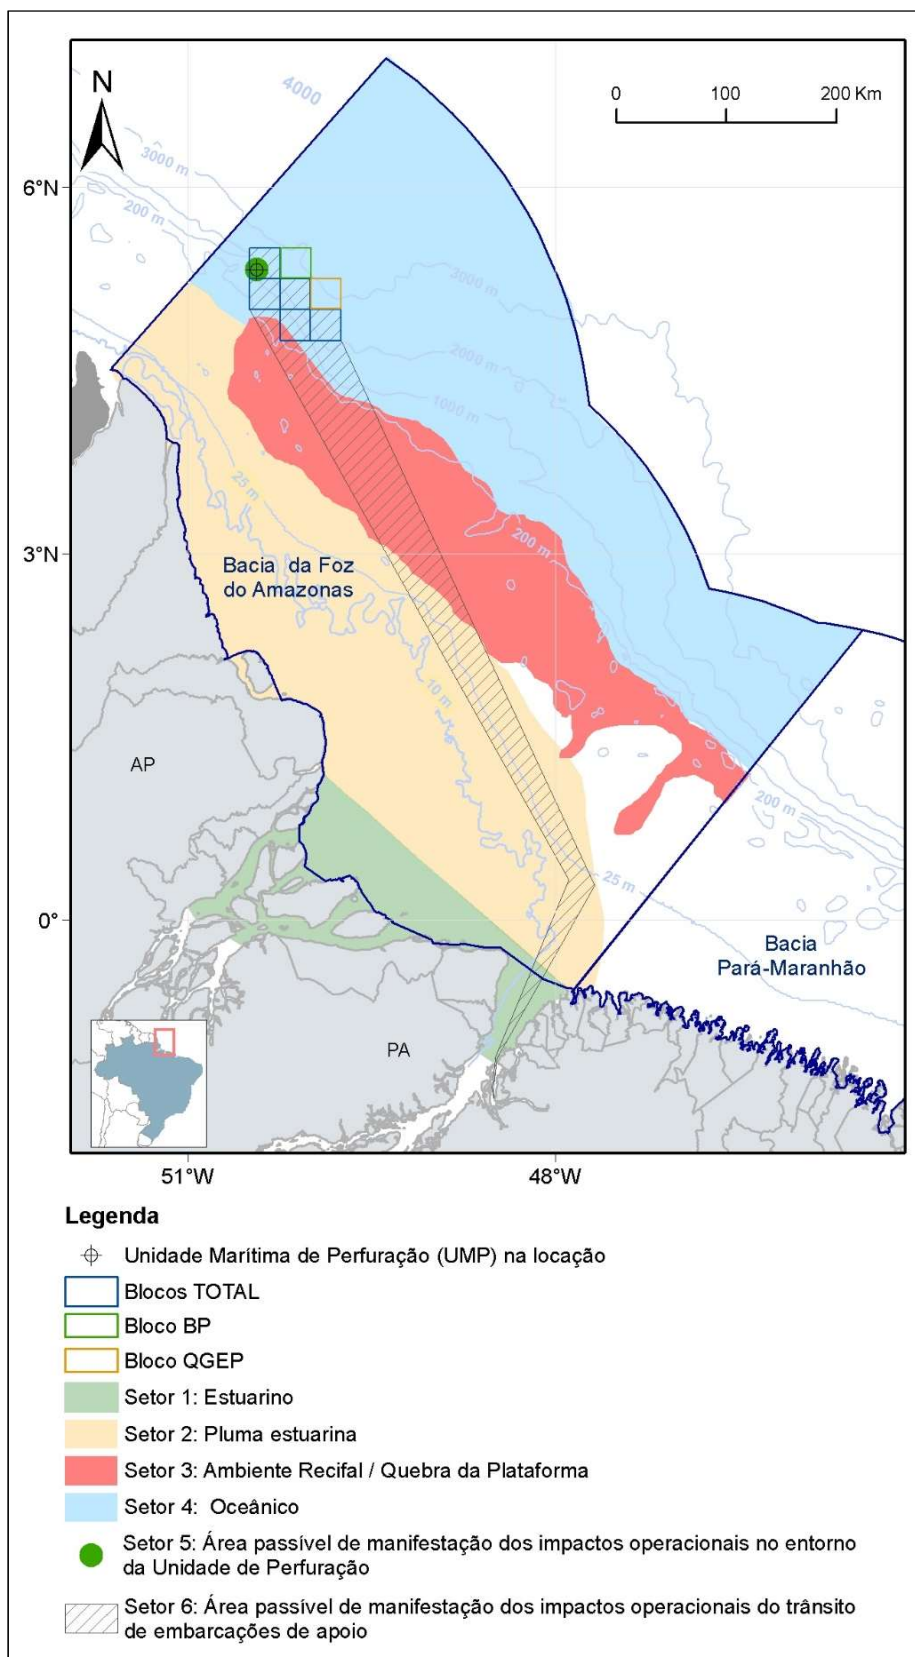 N
0 100 200 Km
4000
3000 m
200 m
6°N
3000 m
2000 m
1000 m
25 m
200 m
3°N
Bacia da Foz
do Amazonas
10 m
AP
200 m
25 m
0°
Bacia
Pará-Maranhão
PA
51°W 48°W
Legenda
Unidade Marítima de Perfuração (UMP) na locação
Blocos TOTAL
Bloco BP
Bloco QGEP
Setor 1: Estuarino
Setor 2: Pluma estuarina
Setor 3: Ambiente Recifal / Quebra da Plataforma
Setor 4: Oceânico
Setor 5: Área passível de manifestação dos impactos operacionais no entorno
da Unidade de Perfuração
Setor 6: Área passível de manifestação dos impactos operacionais do trânsito
de embarcações de apoio